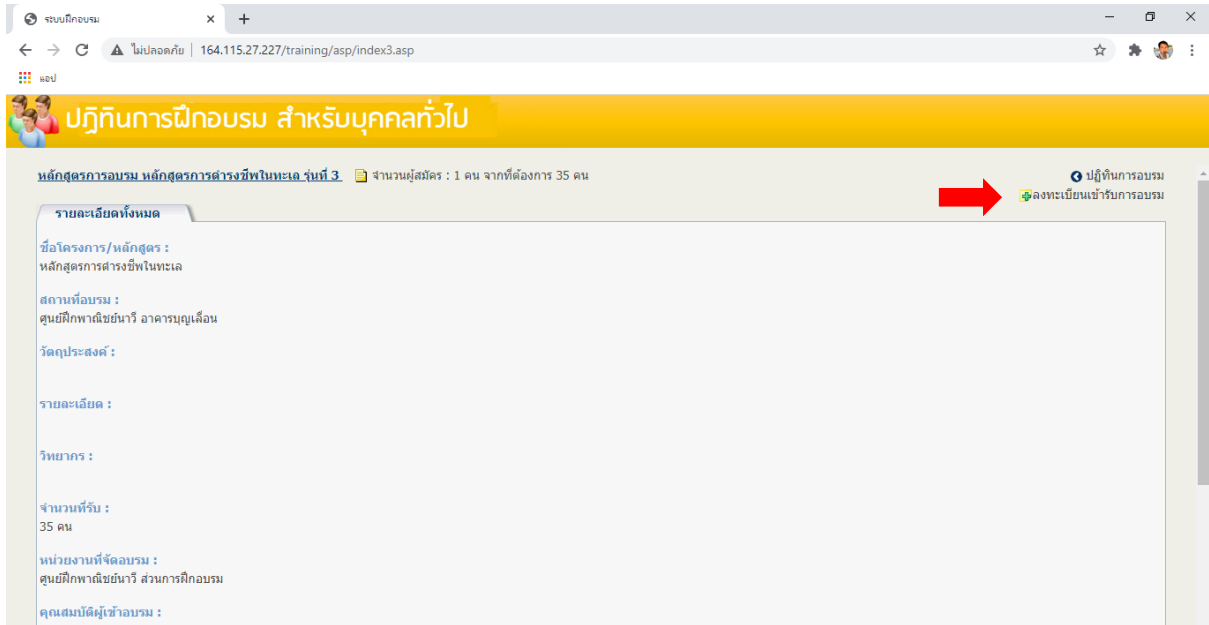 ระบบฝึกอบรม
ไม่ปลอดภัย | 164.115.27.227/training/asp/index3.asp
แอป
ปฏิทินการฝึกอบรม สำหรับบุคคลทั่วไป
หลักสูตรการอบรม หลักสูตรการดำรงชีพในทะเล รุ่นที่ 3 จำนวนผู้สมัคร : 1 คน จากที่ต้องการ 35 คน
ปฏิทินการอบรม
ลงทะเบียนเข้ารับการอบรม
รายละเอียดทั้งหมด
ชื่อโครงการ/หลักสูตร :
หลักสูตรการดำรงชีพในทะเล
สถานที่อบรม :
ศูนย์ฝึกพาณิชย์นาวี อาคารบุญเลื่อน
วัตถุประสงค์ :
รายละเอียด :
วิทยากร :
จำนวนที่รับ :
35 คน
หน่วยงานที่จัดอบรม :
ศูนย์ฝึกพาณิชย์นาวี ส่วนการฝึกอบรม
คุณสมบัติผู้เข้าอบรม :